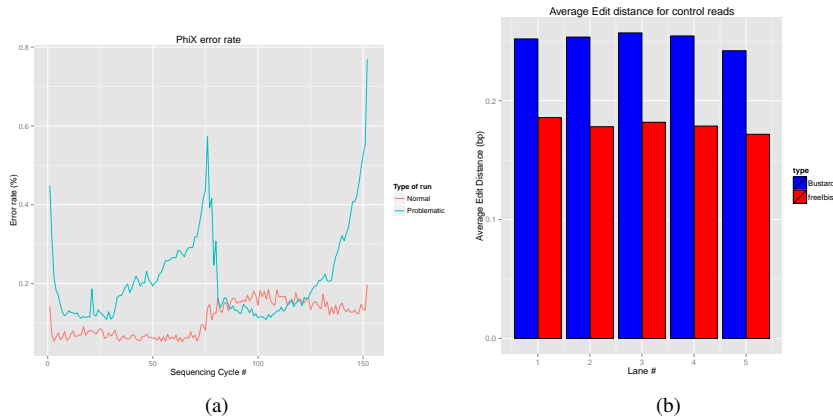 PhiX error rate
Error rate (%)
0.8
0.6
0.4
0.2
0
50
100
150
Sequencing Cycle #
Type of run
Normal
Problematic
(a)
Average Edit distance for control reads
Average Edit Distance (bp)
0.2
0.1
0.0
1
2
3
4
5
Lane #
type
Bustard
freeIbis
(b)